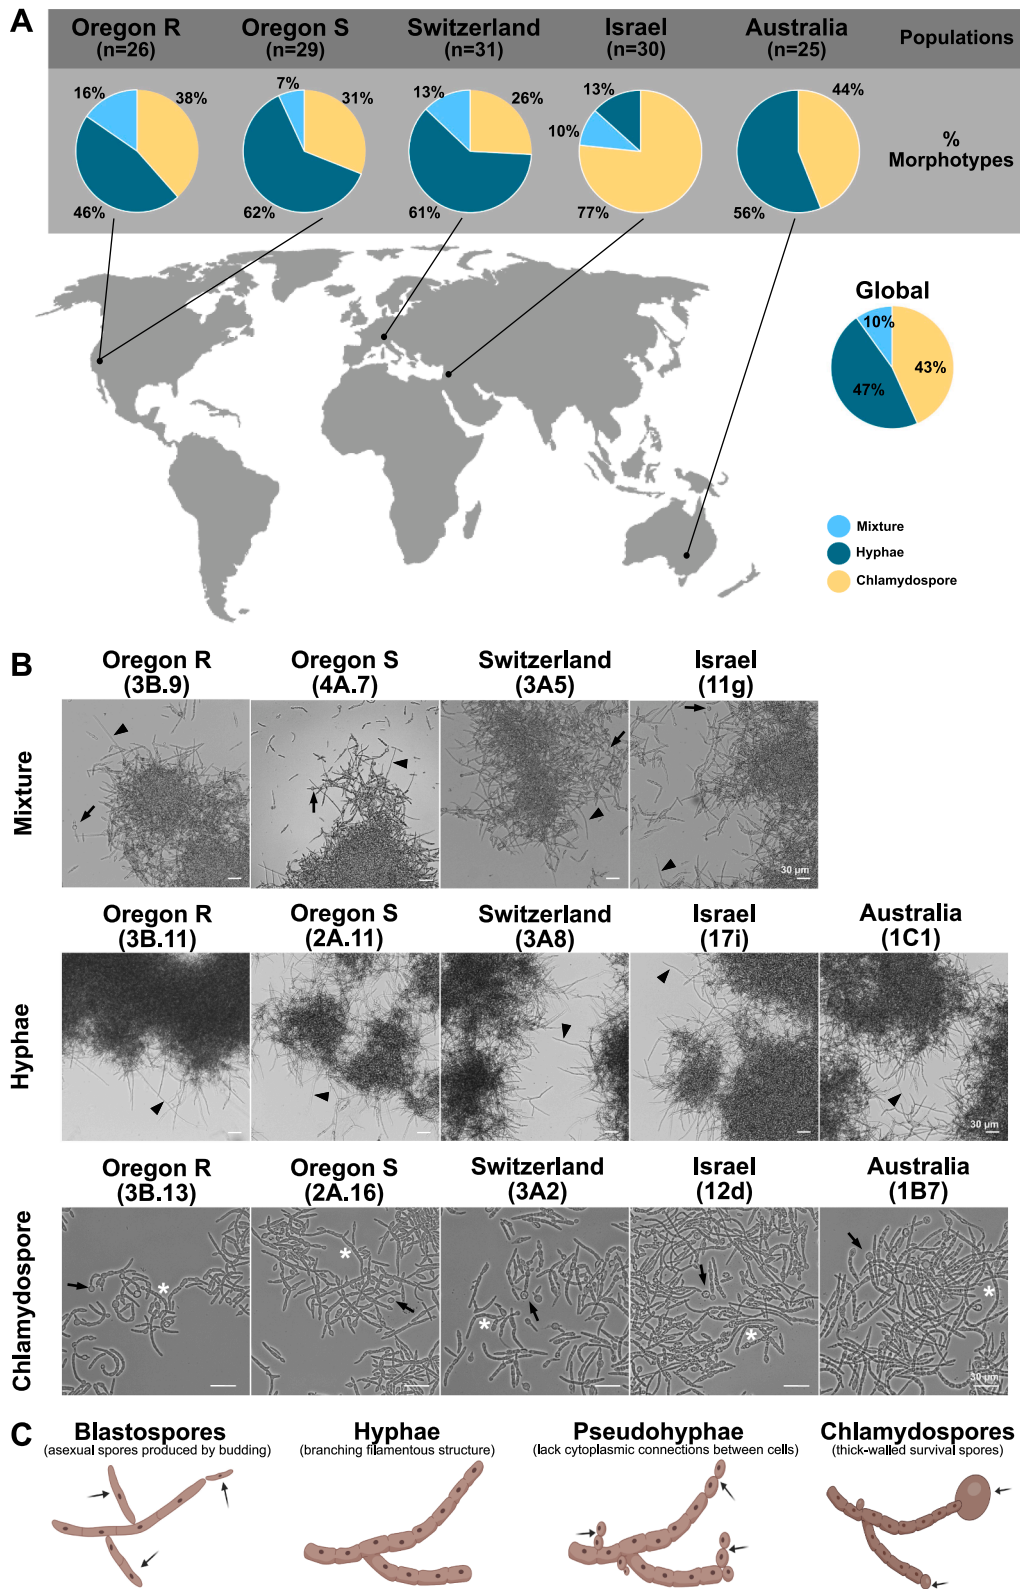 A
Oregon R Oregon S Switzerland Israel Australia Populations
(n=26) (n=29) (n=31) (n=30) (n=25)
16% 38% 7% 31% 13% 26% 13% 10% 44%
% Morphotypes
46% 62% 61% 77% 56%
Global
10%
43%
47%
Mixture
Hyphae
Chlamydospore
B
Oregon R Oregon S Switzerland Israel
(3B.9) (4A.7) (3A5) (11g)
Mixture
30 µm
Oregon R Oregon S Switzerland Israel Australia
(3B.11) (2A.11) (3A8) (17i) (1C1)
Hyphae
30 µm
Oregon R Oregon S Switzerland Israel Australia
(3B.13) (2A.16) (3A2) (12d) (1B7)
Chlamydospore
* * * * *
30 µm
C
Blastospores Hyphae Pseudohyphae Chlamydospores
(asexual spores produced by budding) (branching filamentous structure) (lack cytoplasmic connections between cells) (thick-walled survival spores)